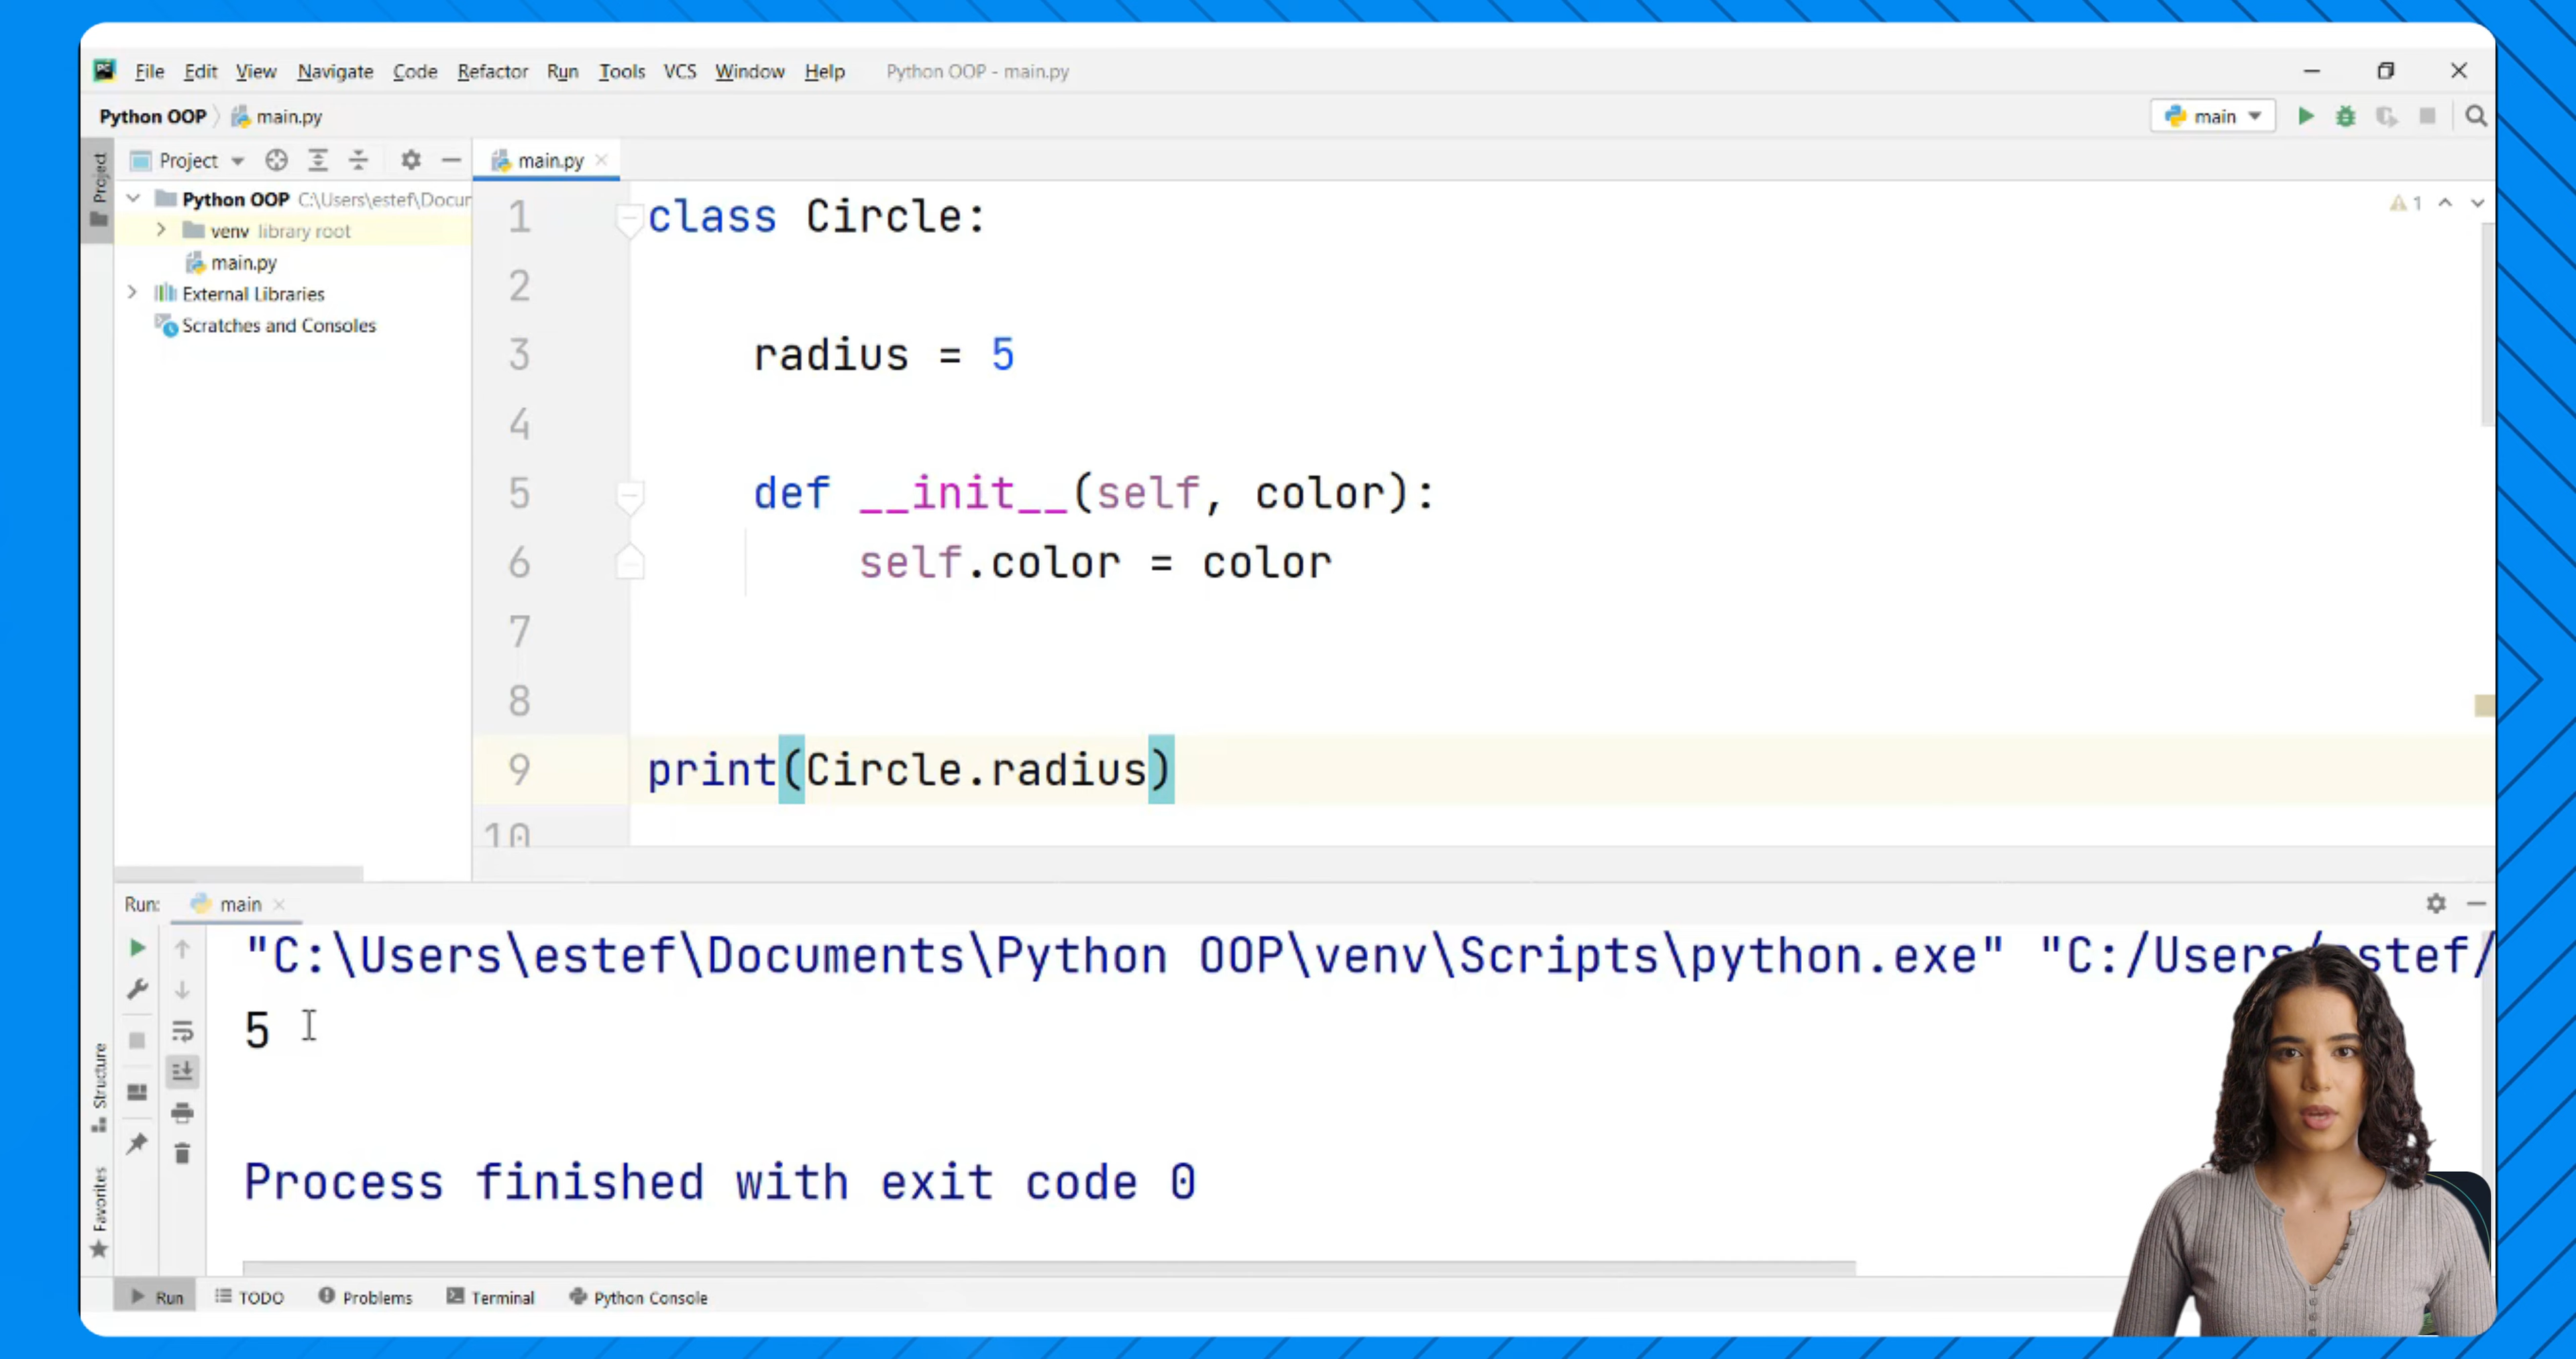 File Edit View Navigate Code Refactor Run Tools VCS Window Help Python OOP - main.py
Python OOP main.py
main
Project
Project
main.py
Python OOP C:\Users\estef\Docur
venv library root
main.py
External Libraries
Scratches and Consoles
1 class Circle:
2
3 radius = 5
4
5 def __init__(self, color):
6 self.color = color
7
8
9 print(Circle.radius)
10
1
Run: main
"C:\Users\estef\Documents\Python OOP\venv\Scripts\python.exe" "C:/Users/estef/
5
Process finished with exit code 0
Structure
Favorites
Run TODO Problems Terminal Python Console